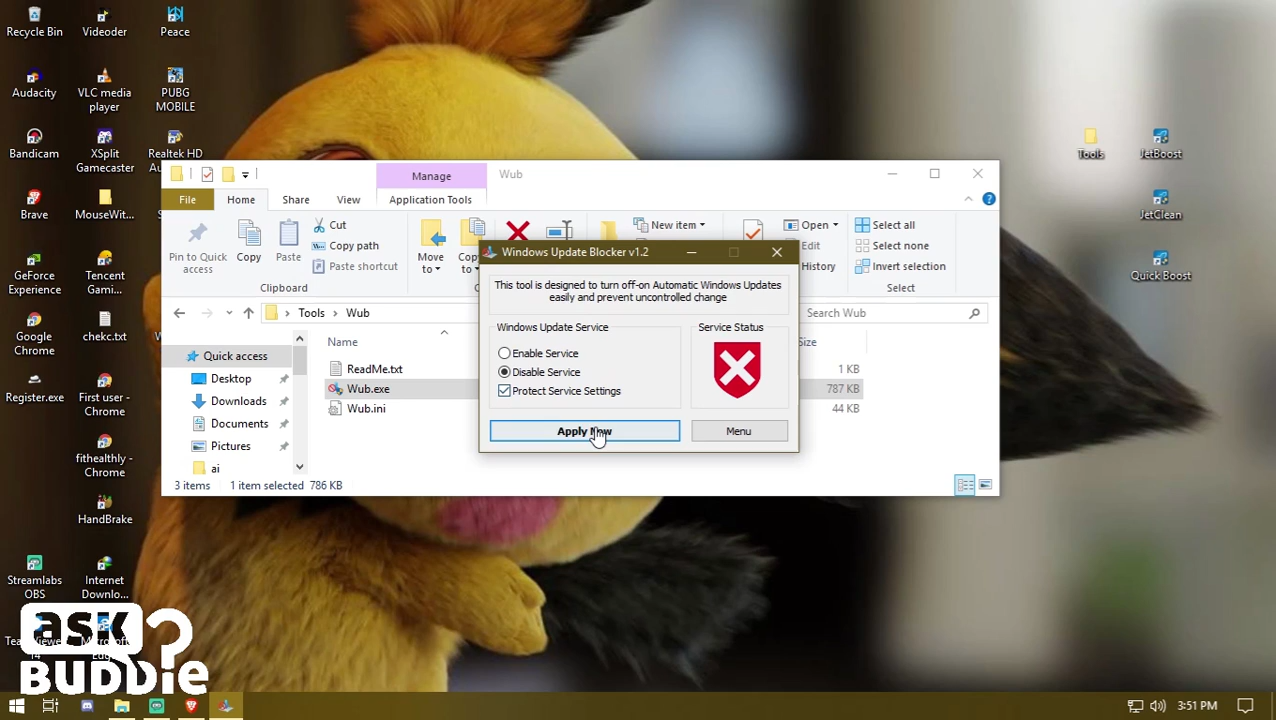 Recycle Bin
Videoder
Peace
Audacity
VLC media
player
PUBG
MOBILE
Bandicam
XSplit
Gamecaster
Realtek HD
Brave
MouseWit...
GeForce
Experience
Tencent
Gami...
Google
Chrome
chekc.txt
Register.exe
First user -
Chrome
fithealthly -
Chrome
HandBrake
Streamlabs
OBS
Internet
Downlo...
14
ask
BUDDIE
Tools
JetBoost
JetClean
Quick Boost
Manage
Wub
File
Home
Share
View
Application Tools
Pin to Quick
access
Copy
Paste
Cut
Copy path
Paste shortcut
Clipboard
Move
to
New item
Open
Edit
History
Select all
Select none
Invert selection
Select
Tools
Wub
Search Wub
Quick access
Desktop
Downloads
Documents
Pictures
ai
Name
Size
ReadMe.txt
1 KB
Wub.exe
787 KB
Wub.ini
44 KB
3 items
1 item selected 786 KB
Windows Update Blocker v1.2
This tool is designed to turn off-on Automatic Windows Updates
easily and prevent uncontrolled change
Windows Update Service
Service Status
Enable Service
Disable Service
Protect Service Settings
Apply Now
Menu
3:51 PM